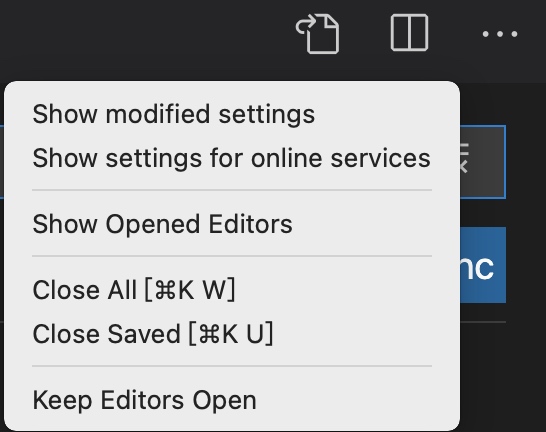 Show modified settings
Show settings for online services
Show Opened Editors
Close All [⌘K W]
nc
Close Saved [⌘K U]
Keep Editors Open